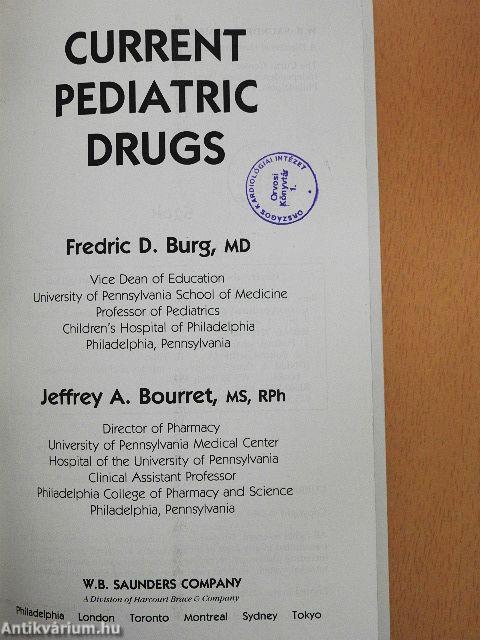 CURRENT
PEDIATRIC
DRUGS
ORSZÁGOS KARDIOLÓGIAI INTÉZET
Orvosi
Könyvtár
1.
Fredric D. Burg, MD
Vice Dean of Education
University of Pennsylvania School of Medicine
Professor of Pediatrics
Children's Hospital of Philadelphia
Philadelphia, Pennsylvania
Jeffrey A. Bourret, MS, RPh
Director of Pharmacy
University of Pennsylvania Medical Center
Hospital of the University of Pennsylvania
Clinical Assistant Professor
Philadelphia College of Pharmacy and Science
Philadelphia, Pennsylvania
W.B. SAUNDERS COMPANY
A Division of Harcourt Brace & Company
Philadelphia London Toronto Montreal Sydney Tokyo
Antikvárium.hu